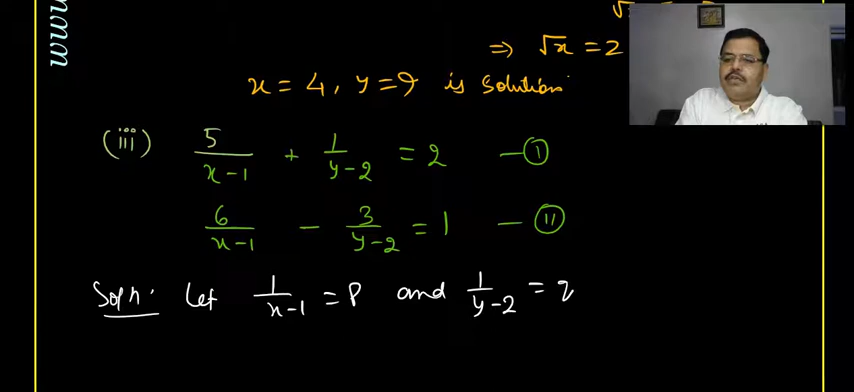 www
√x = 2
x = 4, y = 9 is solution
(iii) 5/(x-1) + 1/(y-2) = 2 — (I)
6/(x-1) - 3/(y-2) = 1 — (II)
Soln: Let 1/(x-1) = P and 1/(y-2) = q